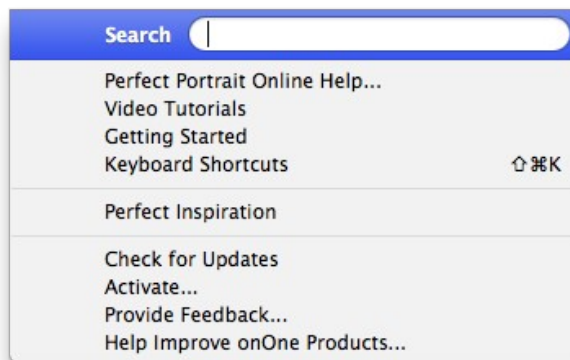 Search
Perfect Portrait Online Help...
Video Tutorials
Getting Started
Keyboard Shortcuts ⇧⌘K
Perfect Inspiration
Check for Updates
Activate...
Provide Feedback...
Help Improve onOne Products...